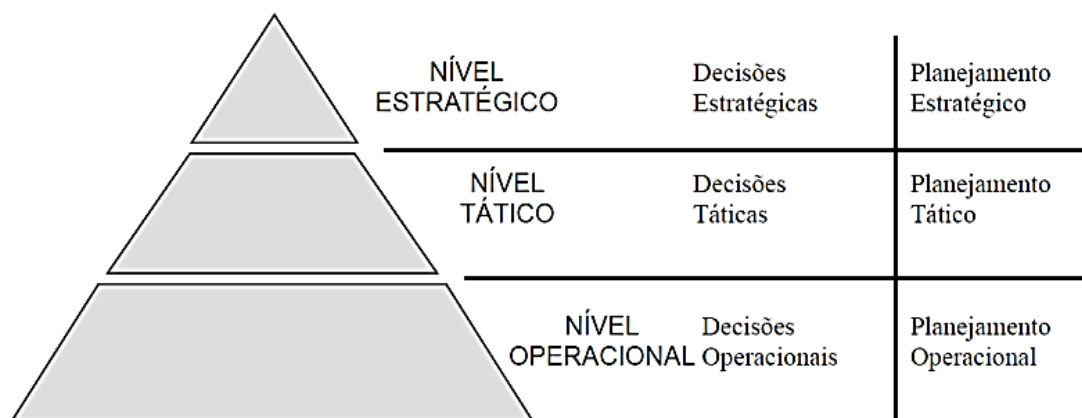 NÍVEL
ESTRATÉGICO
Decisões
Estratégicas
Planejamento
Estratégico
NÍVEL
TÁTICO
Decisões
Táticas
Planejamento
Tático
NÍVEL
OPERACIONAL
Decisões
Operacionais
Planejamento
Operacional